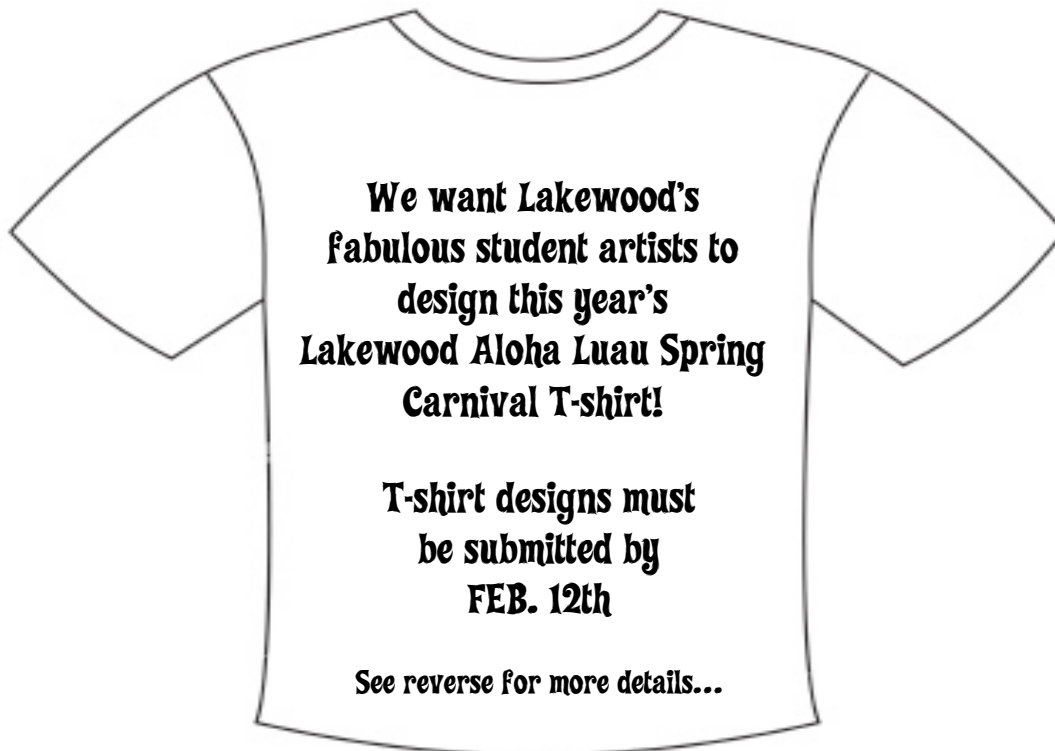 We want Lakewood's
fabulous student artists to
design this year's
Lakewood Aloha Luau Spring
Carnival T-shirt!
T-shirt designs must
be submitted by
FEB. 12th
See reverse for more details...